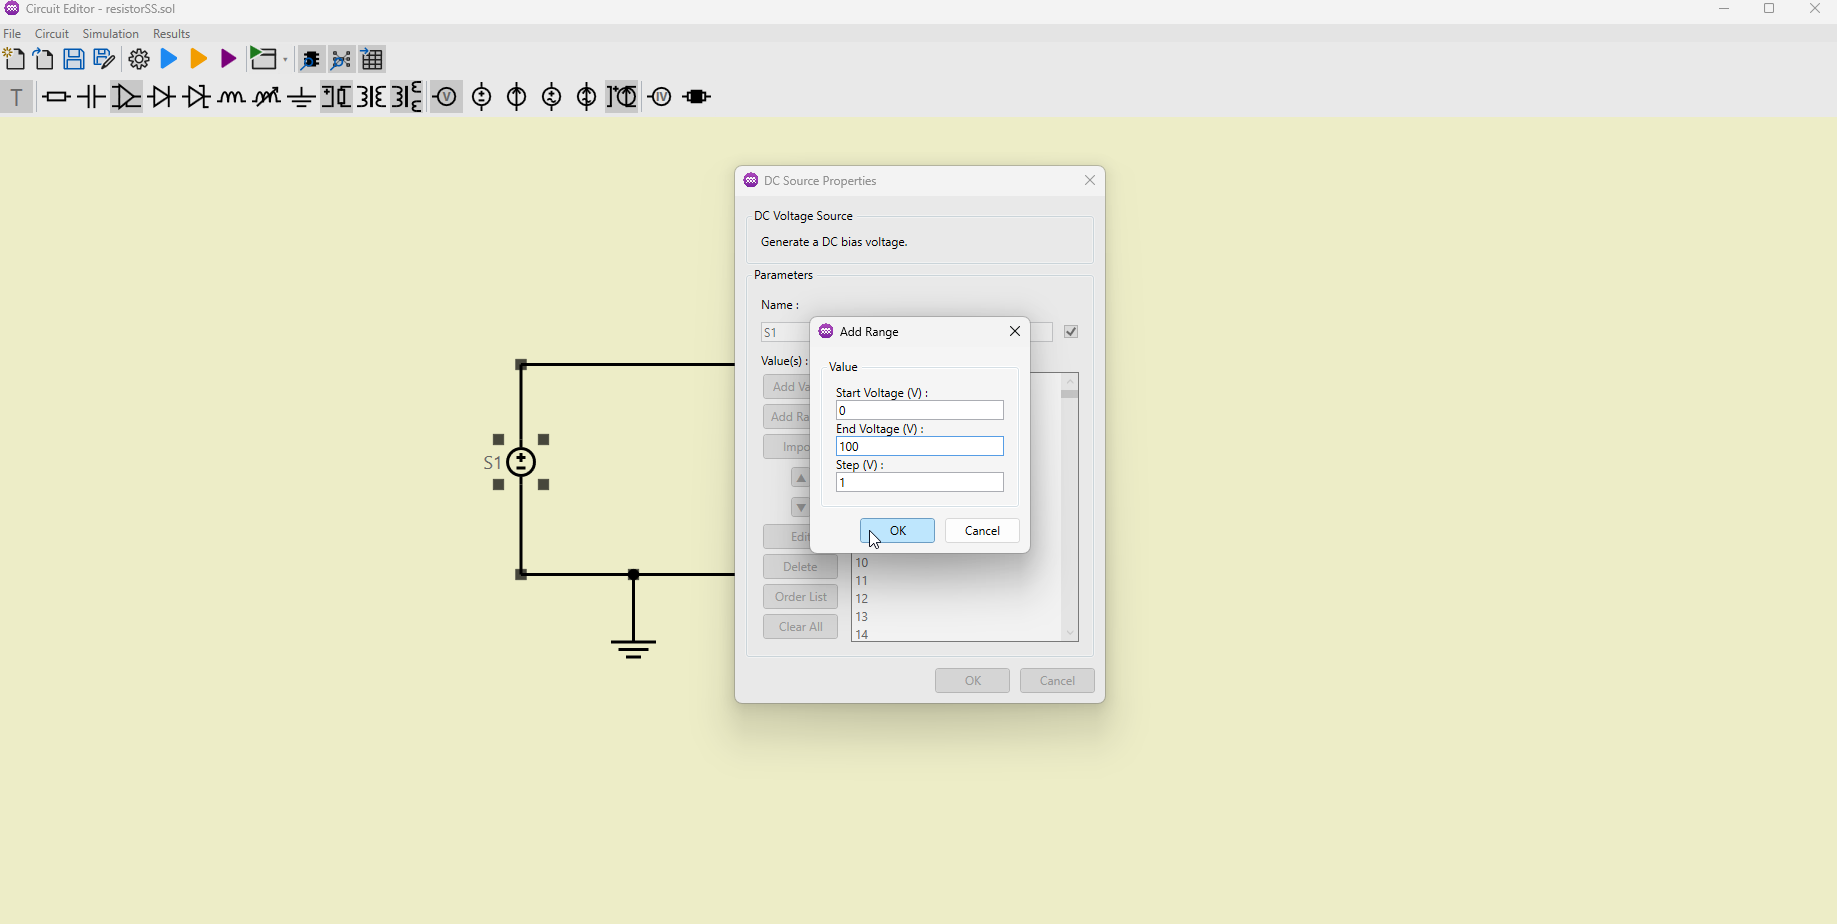 Circuit Editor - resistorSS.sol
File Circuit Simulation Results
T V IV
DC Source Properties
DC Voltage Source
Generate a DC bias voltage.
Parameters
Name :
S1
Add Range
Value(s) :
Value
Add Va
Start Voltage (V) :
0
Add Ra
End Voltage (V) :
100
Impo
Step (V) :
1
S1
Edit
OK Cancel
10
Delete
11
12
Order List
13
Clear All
14
OK Cancel